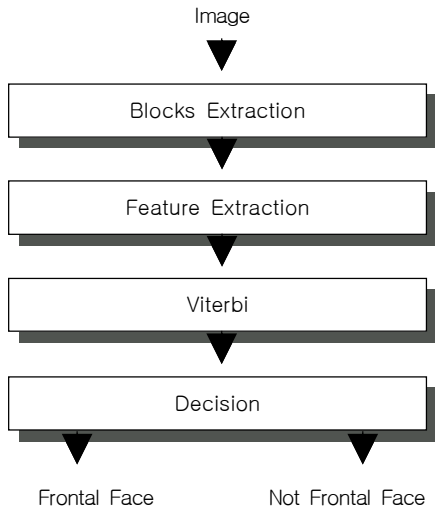 Image
Blocks Extraction
Feature Extraction
Viterbi
Decision
Frontal Face
Not Frontal Face